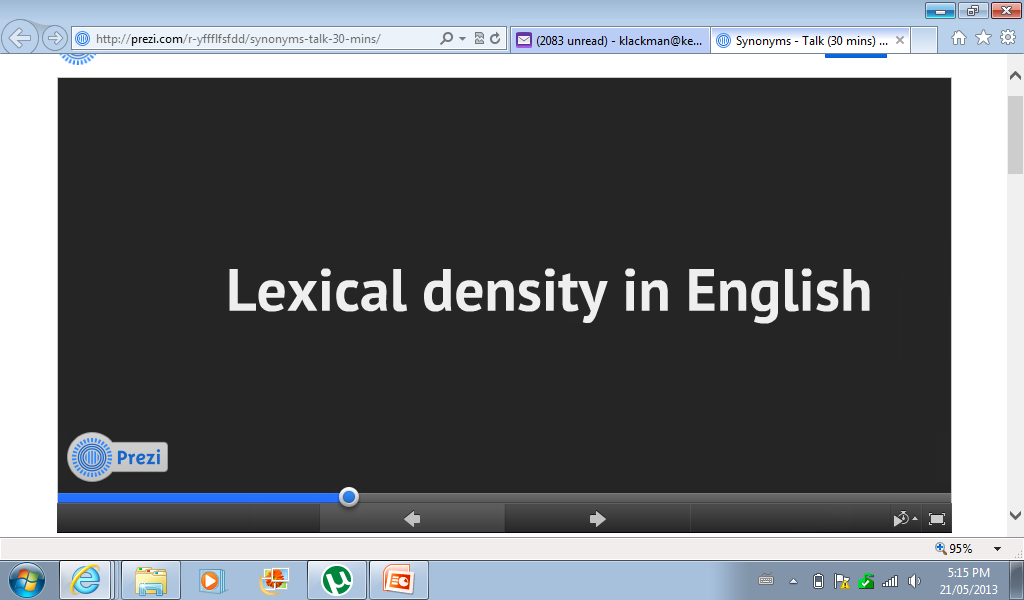 http://prezi.com/r-yffflfsfdd/synonyms-talk-30-mins/
(2083 unread) - klackman@ke...
Synonyms - Talk (30 mins) ...
Lexical density in English
Prezi
95%
5:15 PM
21/05/2013